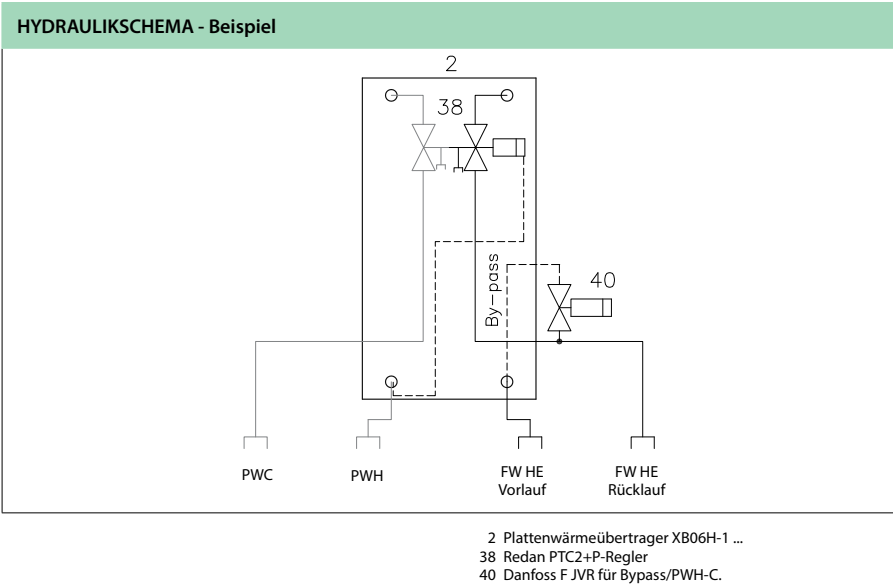 HYDRAULIKSCHEMA - Beispiel
2
38
By-pass
40
PWC
PWH
FW HE
Vorlauf
FW HE
Rücklauf
2 Plattenwärmeübertrager XB06H-1 ...
38 Redan PTC2+P-Regler
40 Danfoss FJVR für Bypass/PWH-C.